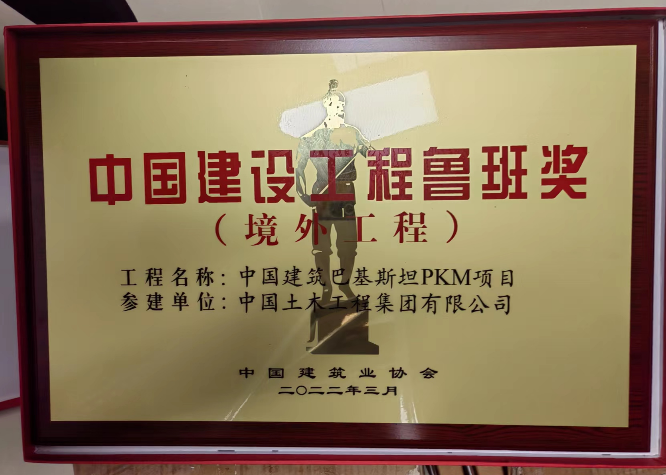 中国建设工程鲁班奖
（境外工程）
工程名称：中国建筑巴基斯坦PKM项目
参建单位：中国土木工程集团有限公司
中国建筑业协会
二〇二二年三月